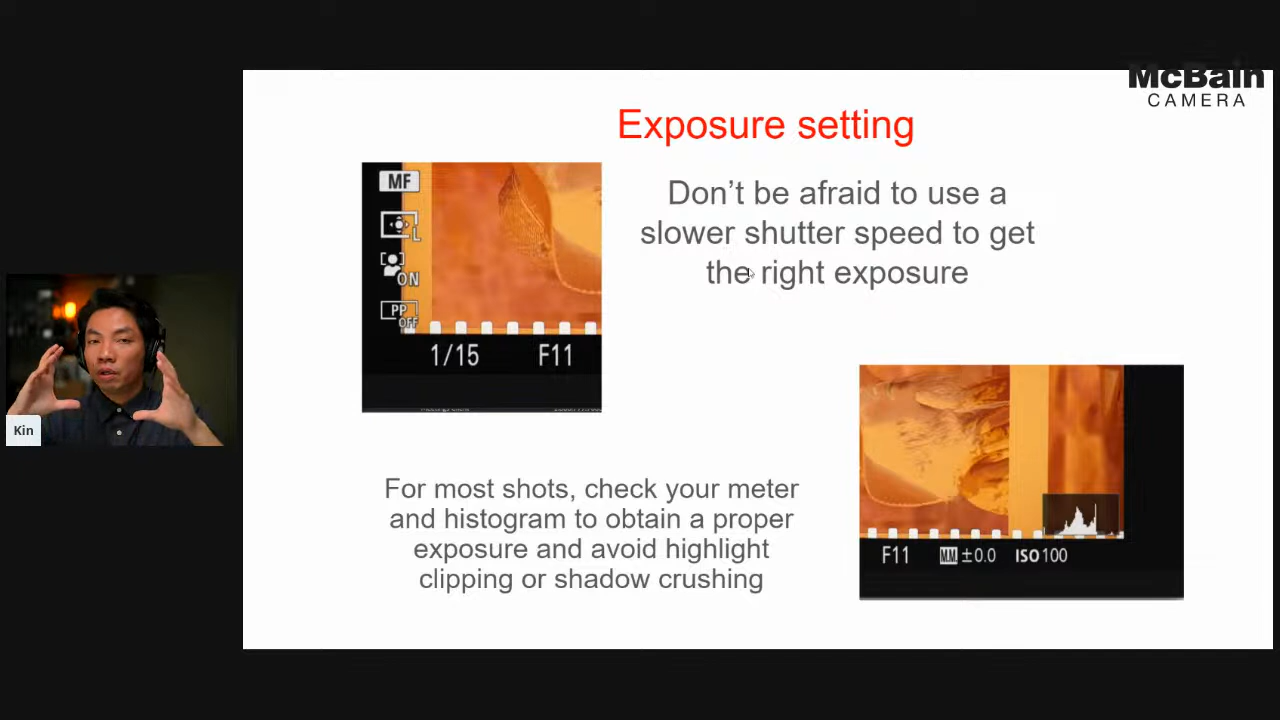 McBain
CAMERA
Exposure setting
MF
L
ON
PP
OFF
1/15 F11
Don’t be afraid to use a
slower shutter speed to get
the right exposure
Kin
For most shots, check your meter
and histogram to obtain a proper
exposure and avoid highlight
clipping or shadow crushing
F11 M.M. ±0.0 ISO100